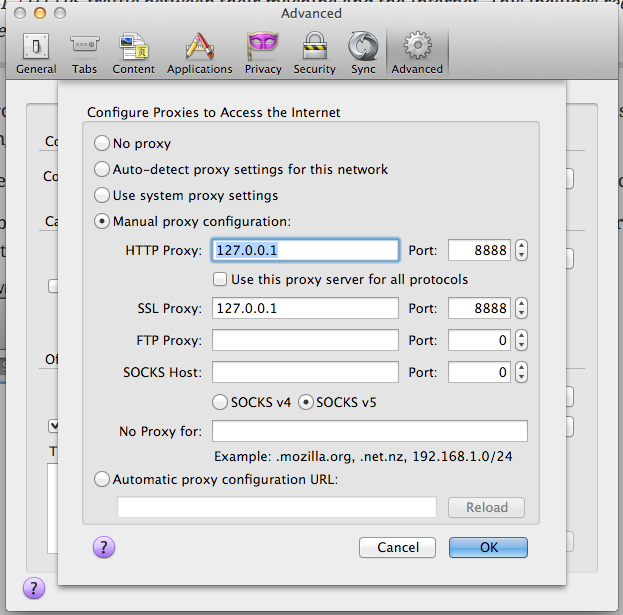 Advanced
General Tabs Content Applications Privacy Security Sync Advanced
Configure Proxies to Access the Internet
No proxy
Auto-detect proxy settings for this network
Use system proxy settings
Manual proxy configuration:
HTTP Proxy: 127.0.0.1 Port: 8888
Use this proxy server for all protocols
SSL Proxy: 127.0.0.1 Port: 8888
FTP Proxy: Port: 0
SOCKS Host: Port: 0
SOCKS v4 SOCKS v5
No Proxy for:
Example: .mozilla.org, .net.nz, 192.168.1.0/24
Automatic proxy configuration URL:
Reload
? Cancel OK
?